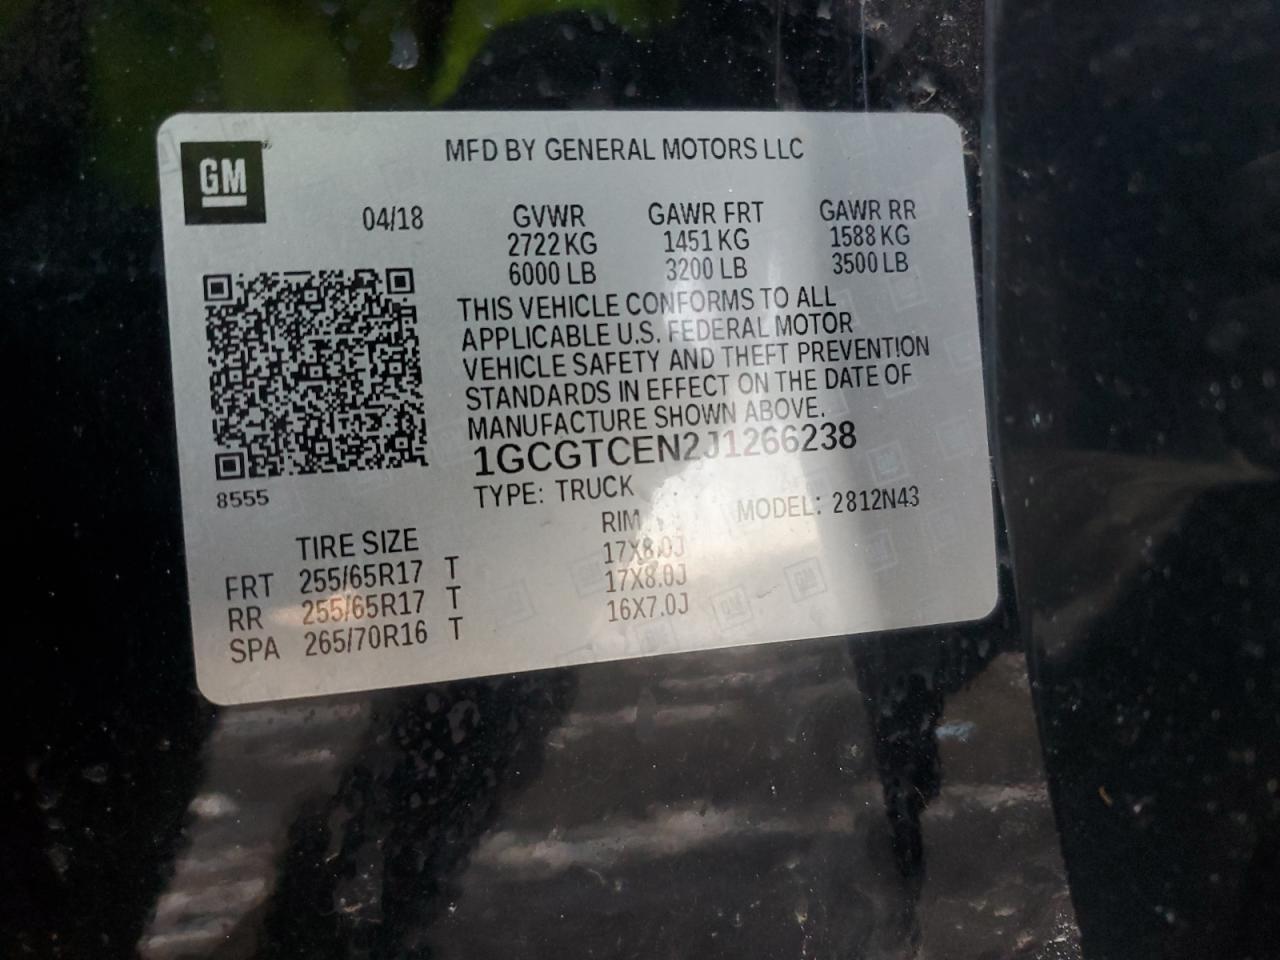 MFD BY GENERAL MOTORS LLC
GM
04/18 GVWR GAWR FRT GAWR RR
2722 KG 1451 KG 1588 KG
6000 LB 3200 LB 3500 LB
THIS VEHICLE CONFORMS TO ALL
APPLICABLE U.S. FEDERAL MOTOR
VEHICLE SAFETY AND THEFT PREVENTION
STANDARDS IN EFFECT ON THE DATE OF
MANUFACTURE SHOWN ABOVE.
1GCGTCEN2J1266238
8555 TYPE: TRUCK MODEL: 2812N43
TIRE SIZE RIM
FRT 255/65R17 T 17X8.0J
RR 255/65R17 T 17X8.0J
SPA 265/70R16 T 16X7.0J